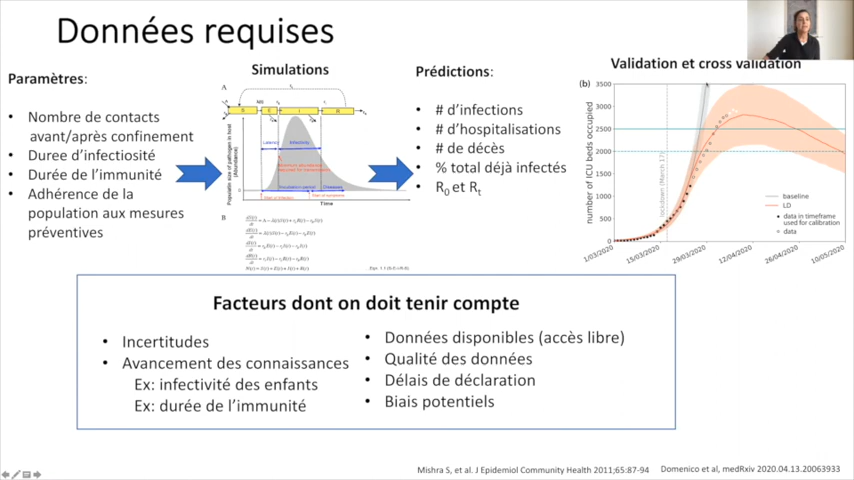 Données requises
Paramètres:
• Nombre de contacts
avant/après confinement
• Duree d’infectiosité
• Durée de l’immunité
• Adhérence de la
population aux mesures
préventives
Simulations
A
B
Prédictions:
• # d’infections
• # d’hospitalisations
• # de décès
• % total déjà infectés
• R0 et Rt
Validation et cross validation
(b)
number of ICU beds occupied
3500
3000
2500
2000
1500
1000
500
0
lockdown (March 17)
baseline
LD
data in timeframe
used for calibration
data
1/03/2020
15/03/2020
29/03/2020
12/04/2020
26/04/2020
10/05/2020
Facteurs dont on doit tenir compte
• Incertitudes
• Avancement des connaissances
Ex: infectivité des enfants
Ex: durée de l’immunité
• Données disponibles (accès libre)
• Qualité des données
• Délais de déclaration
• Biais potentiels
Mishra S, et al. J Epidemiol Community Health 2011;65:87-94
Domenico et al, medRxiv 2020.04.13.20063933